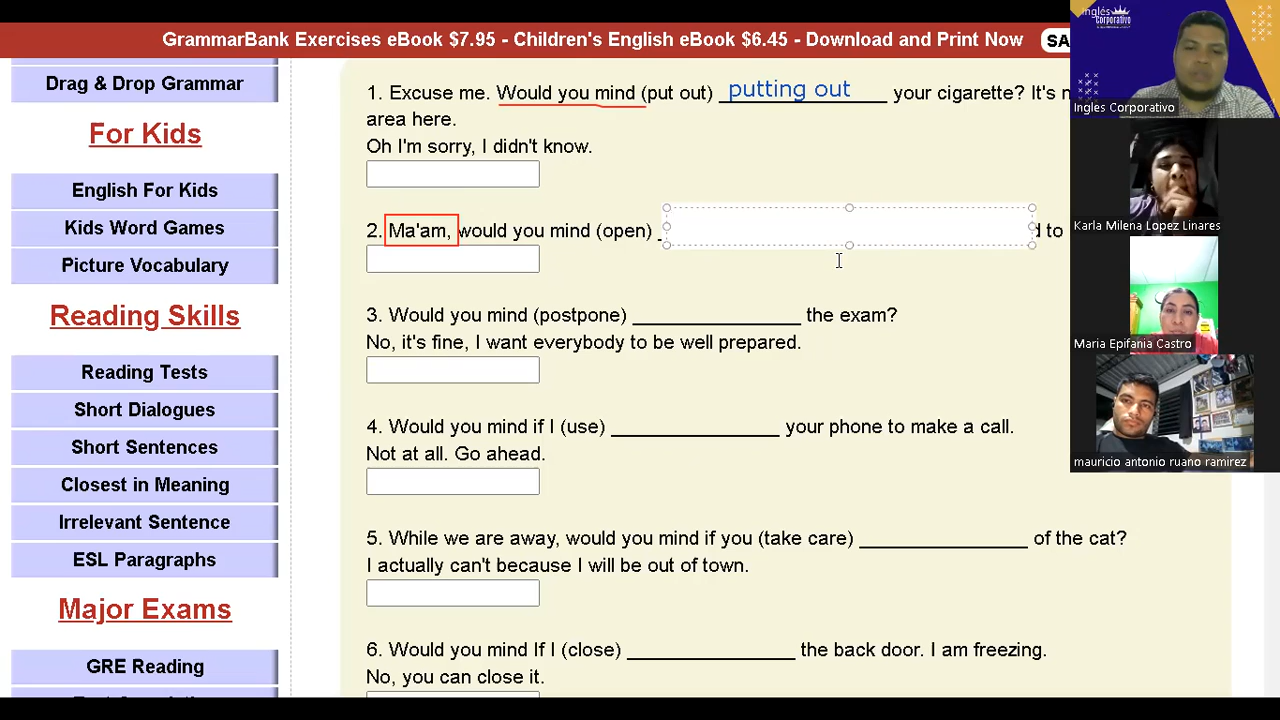 GrammarBank Exercises eBook $7.95 - Children's English eBook $6.45 - Download and Print Now
SA
Drag & Drop Grammar
For Kids
English For Kids
Kids Word Games
Picture Vocabulary
Reading Skills
Reading Tests
Short Dialogues
Short Sentences
Closest in Meaning
Irrelevant Sentence
ESL Paragraphs
Major Exams
GRE Reading
1. Excuse me. Would you mind (put out) putting out your cigarette? It's
area here.
Oh I'm sorry, I didn't know.
2. Ma'am, would you mind (open) to
3. Would you mind (postpone) _______________ the exam?
No, it's fine, I want everybody to be well prepared.
4. Would you mind if I (use) _______________ your phone to make a call.
Not at all. Go ahead.
5. While we are away, would you mind if you (take care) _______________ of the cat?
I actually can't because I will be out of town.
6. Would you mind If I (close) _______________ the back door. I am freezing.
No, you can close it.
Inglés
Corporativo
Ingles Corporativo
Karla Milena Lopez Linares
Maria Epifania Castro
mauricio antonio ruano ramirez